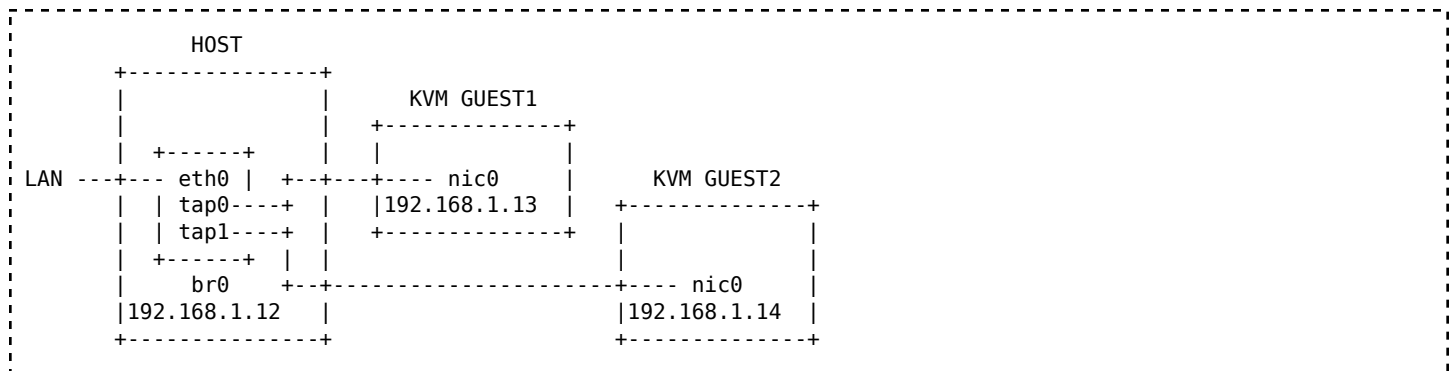 HOST
KVM GUEST1
LAN eth0 nic0 KVM GUEST2
tap0 192.168.1.13
tap1
br0 nic0
192.168.1.12 192.168.1.14